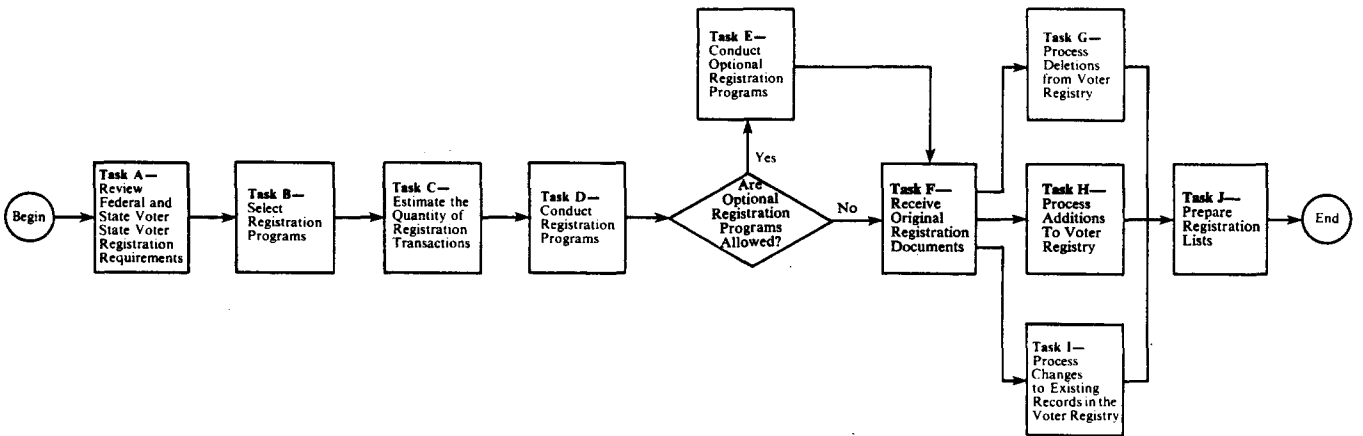 Begin
Task A—
Review
Federal and
State Voter
State Voter
Registration
Requirements
Task B—
Select
Registration
Programs
Task C—
Estimate the
Quantity of
Registration
Transactions
Task D—
Conduct
Registration
Programs
Are
Optional
Registration
Programs
Allowed?
Yes
No
Task E—
Conduct
Optional
Registration
Programs
Task F—
Receive
Original
Registration
Documents
Task G—
Process
Deletions
from Voter
Registry
Task H—
Process
Additions
To Voter
Registry
Task I—
Process
Changes
to Existing
Records in the
Voter Registry
Task J—
Prepare
Registration
Lists
End